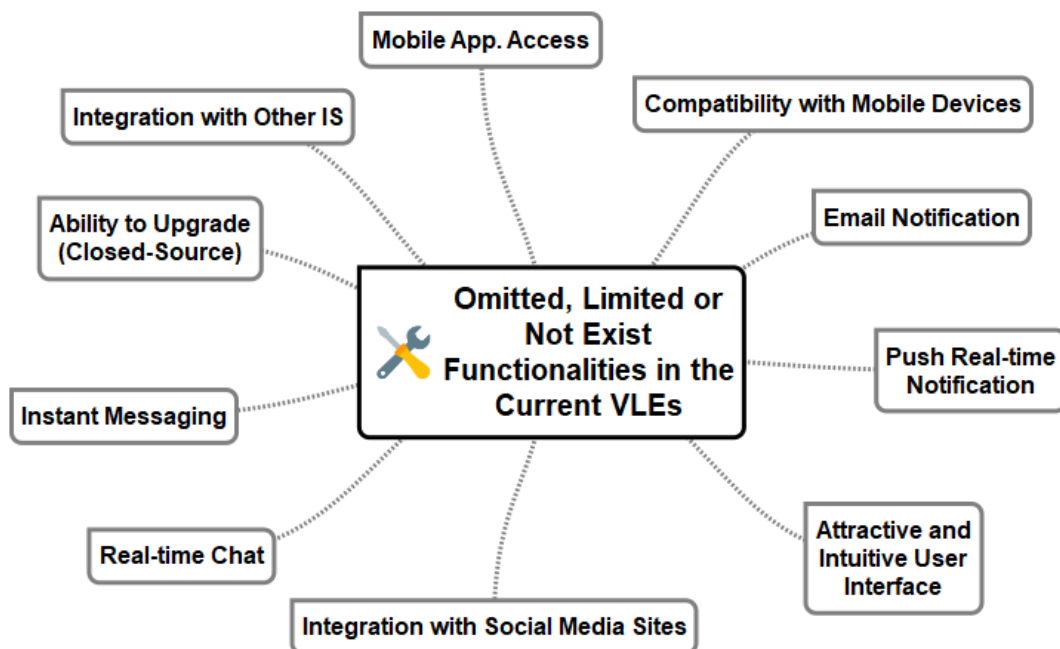 Mobile App. Access
Integration with Other IS
Compatibility with Mobile Devices
Ability to Upgrade
(Closed-Source)
Email Notification
Omitted, Limited or
Not Exist
Functionalities in the
Current VLEs
Push Real-time
Notification
Instant Messaging
Real-time Chat
Attractive and
Intuitive User
Interface
Integration with Social Media Sites